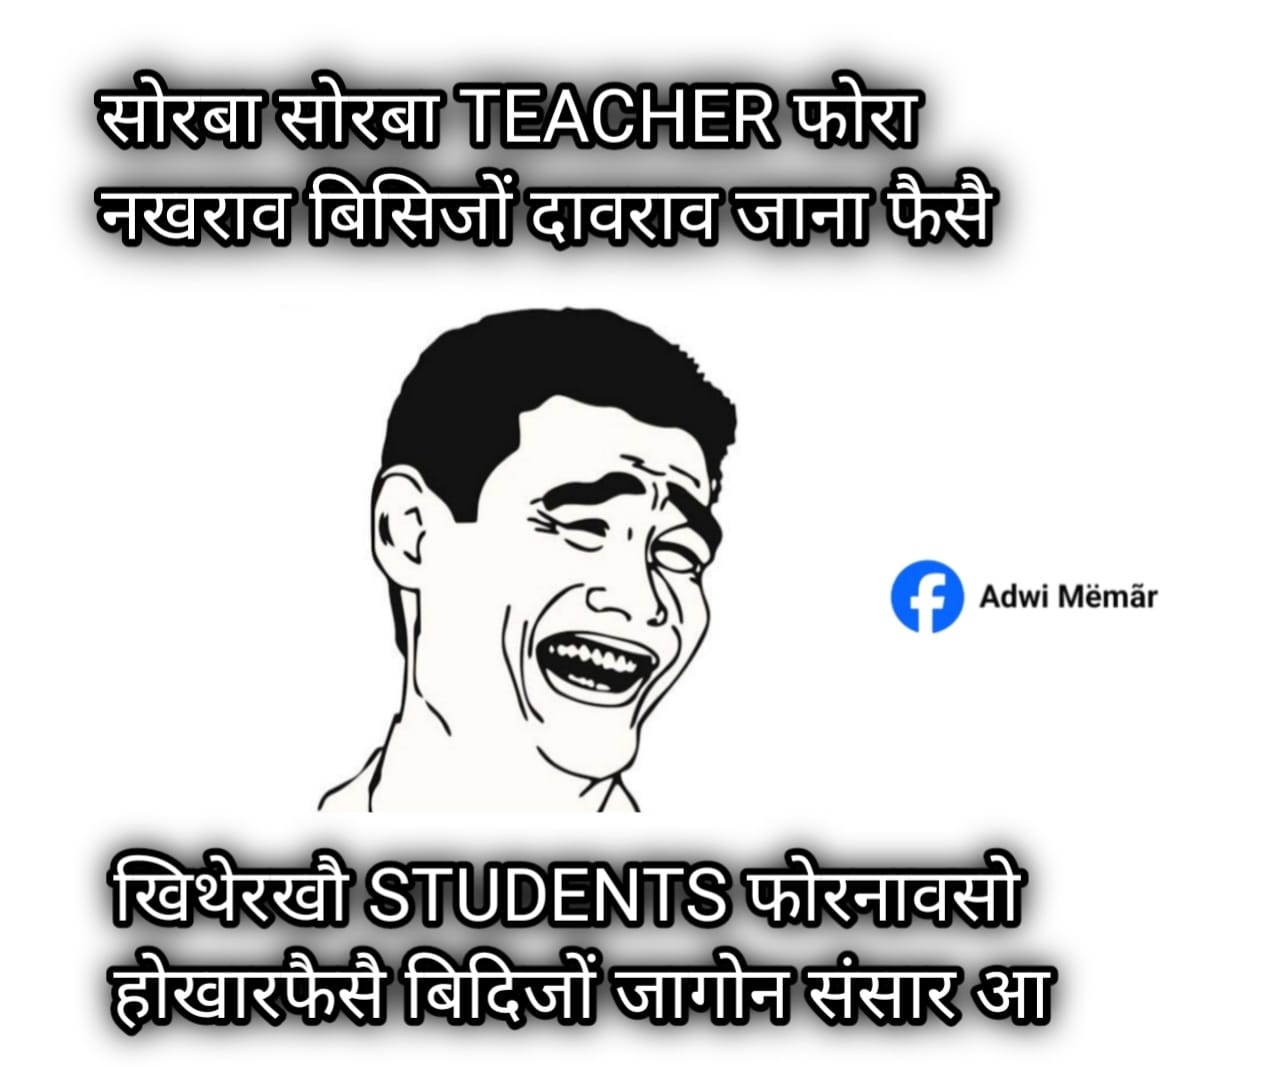 सोरबा सोरबा TEACHER फोरा
नखराव बिसिजों दावराव जाना फैसै
Adwi Mëmãr
खिथेरखौ STUDENTS फोरनावसो
होखारफैसै बिदिजों जागोन संसार आ